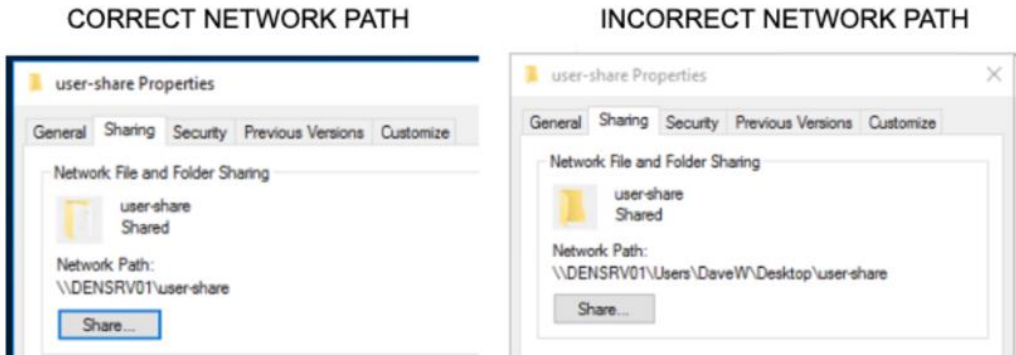 CORRECT NETWORK PATH
user-share Properties
General Sharing Security Previous Versions Customize
Network File and Folder Sharing
user-share
Shared
Network Path:
\\DENSRV01\user-share
Share...
INCORRECT NETWORK PATH
user-share Properties
General Sharing Security Previous Versions Customize
Network File and Folder Sharing
user-share
Shared
Network Path:
\\DENSRV01\Users\DaveW\Desktop\user-share
Share...